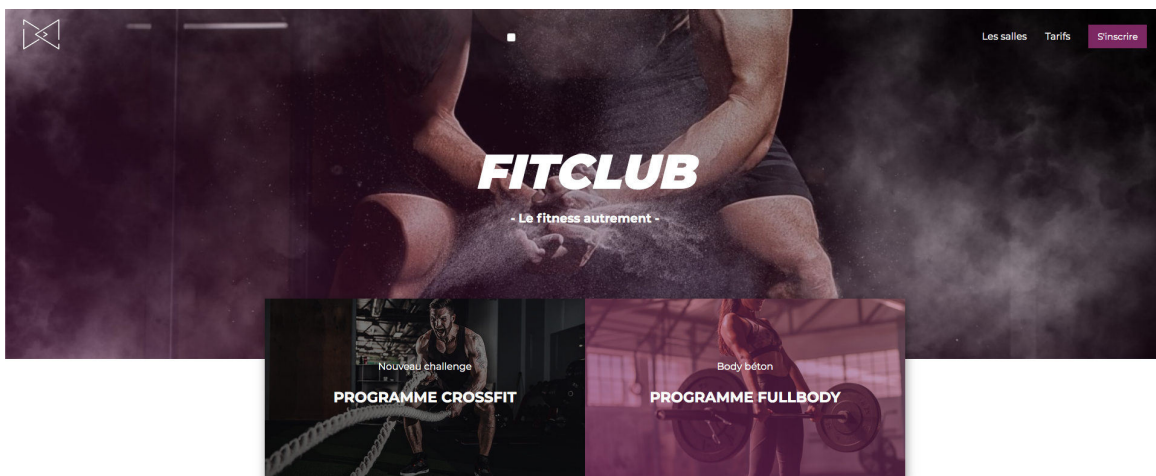 Les salles
Tarifs
S'inscrire
FITCLUB
- Le fitness autrement -
Nouveau challenge
PROGRAMME CROSSFIT
Body béton
PROGRAMME FULLBODY